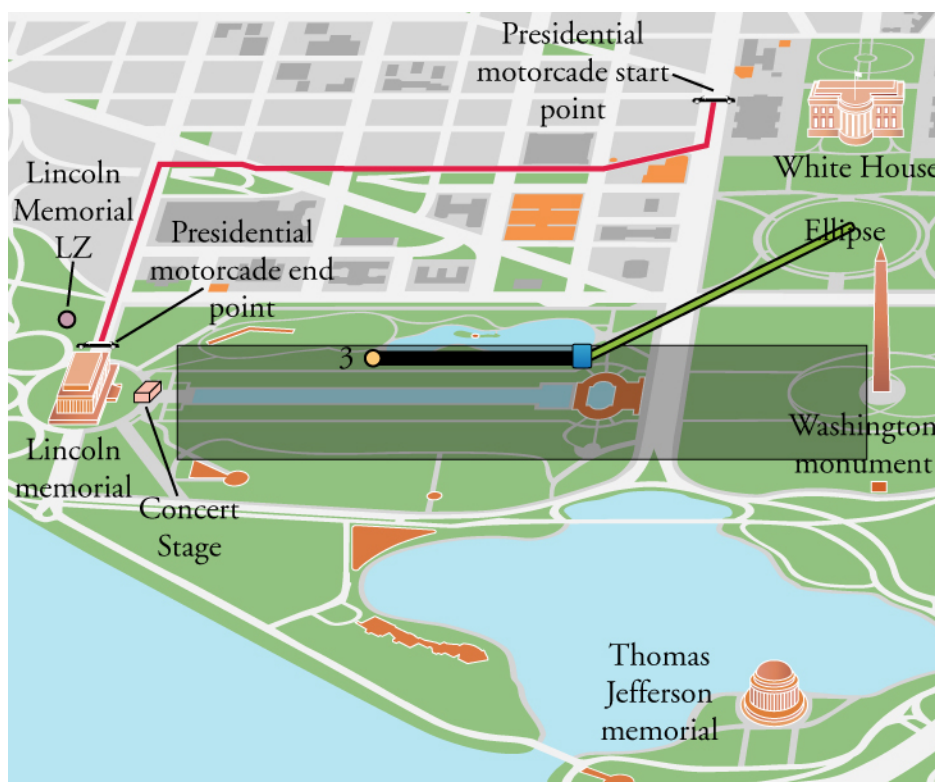 Presidential
motorcade start
point
White House
Lincoln
Memorial
LZ
Presidential
motorcade end
point
Ellipse
3
Washington
monument
Lincoln
memorial
Concert
Stage
Thomas
Jefferson
memorial